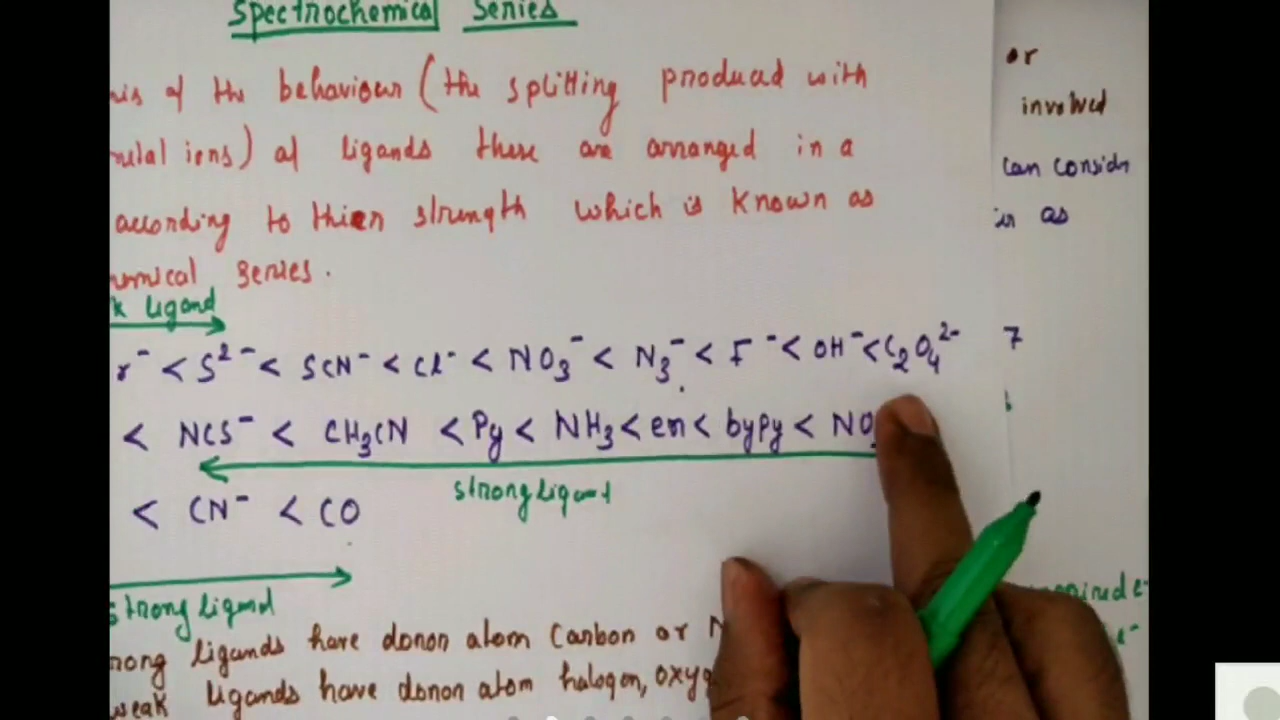 Spectrochemical Series
of the behaviour (the splitting produced with
ions) of ligands these are arranged in a
according to thier strength which is known as
series.
ligand
< S²⁻ < SCN⁻ < Cl⁻ < NO₃⁻ < N₃⁻ < F⁻ < OH⁻ < C₂O₄²⁻
< NCS⁻ < CH₃CN < Py < NH₃ < en < bypy < NO
strong ligand
< CN⁻ < CO
strong ligand
ligands have donor atom Carbon or N
weak ligands have donor atom halogen,
or
involved
can
as
7